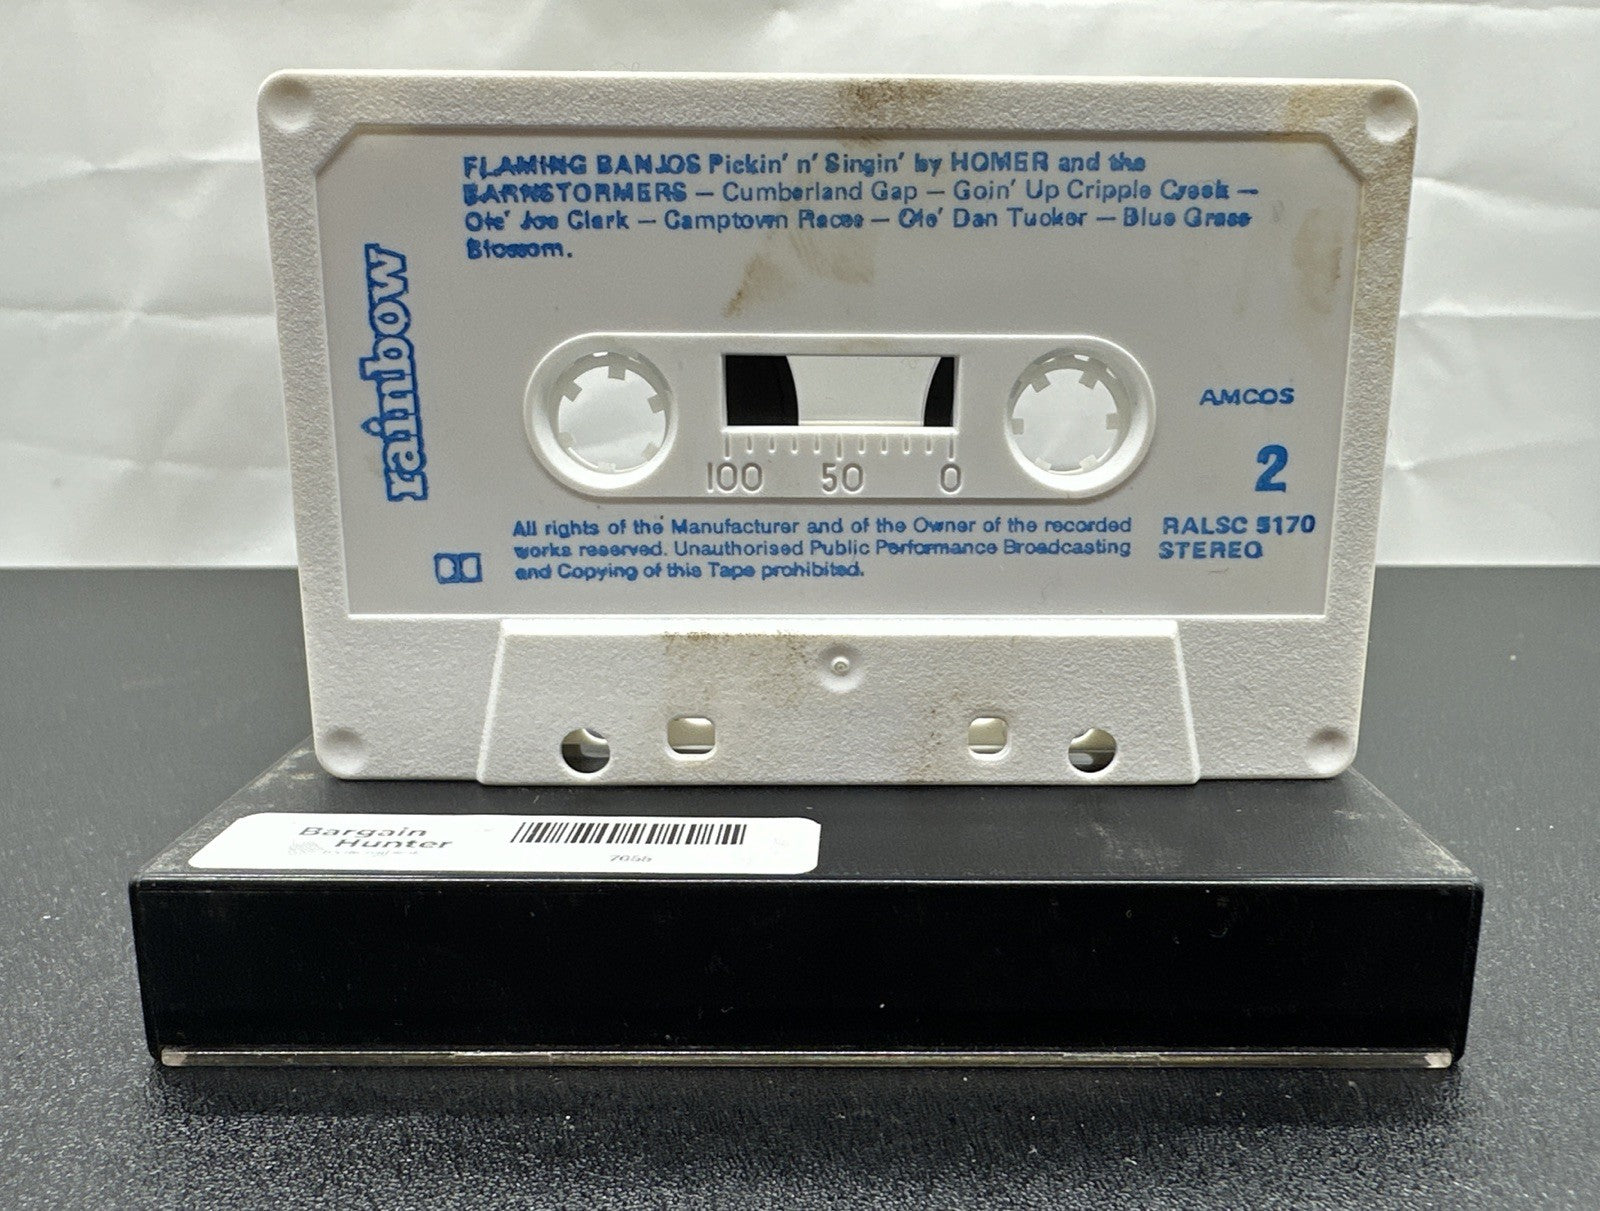 FLAMING BANJOS Pickin' n' Singin' by HOMER and the
BARNSTORMERS — Cumberland Gap — Goin' Up Cripple Creek —
Ole' Joe Clark — Camptown Races — Ole' Dan Tucker — Blue Grass
Blossom.
rainbow
AMCOS
100 50 0
2
All rights of the Manufacturer and of the Owner of the recorded
works reserved. Unauthorised Public Performance Broadcasting
and Copying of this Tape prohibited.
RALSC 5170
STEREO
Bargain
Hunter